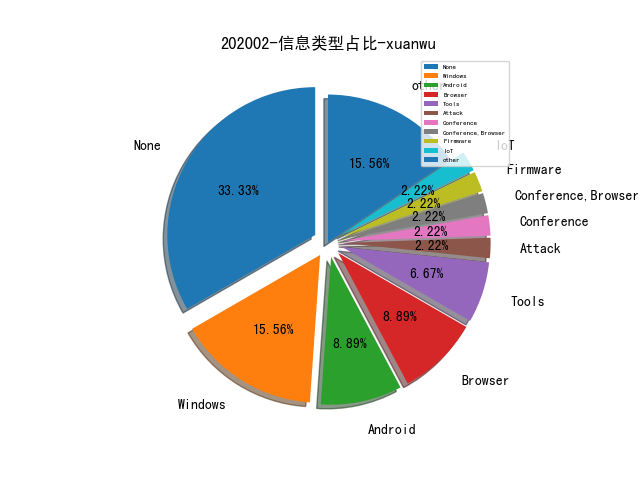 202002-信息类型占比-xuanwu
None
Windows
Android
Browser
Tools
Attack
Conference
Conference,Browser
Firmware
IoT
other
None
33.33%
Windows
15.56%
Android
8.89%
Browser
8.89%
Tools
6.67%
Attack
2.22%
Conference
2.22%
Conference,Browser
2.22%
Firmware
2.22%
IoT
2.22%
15.56%